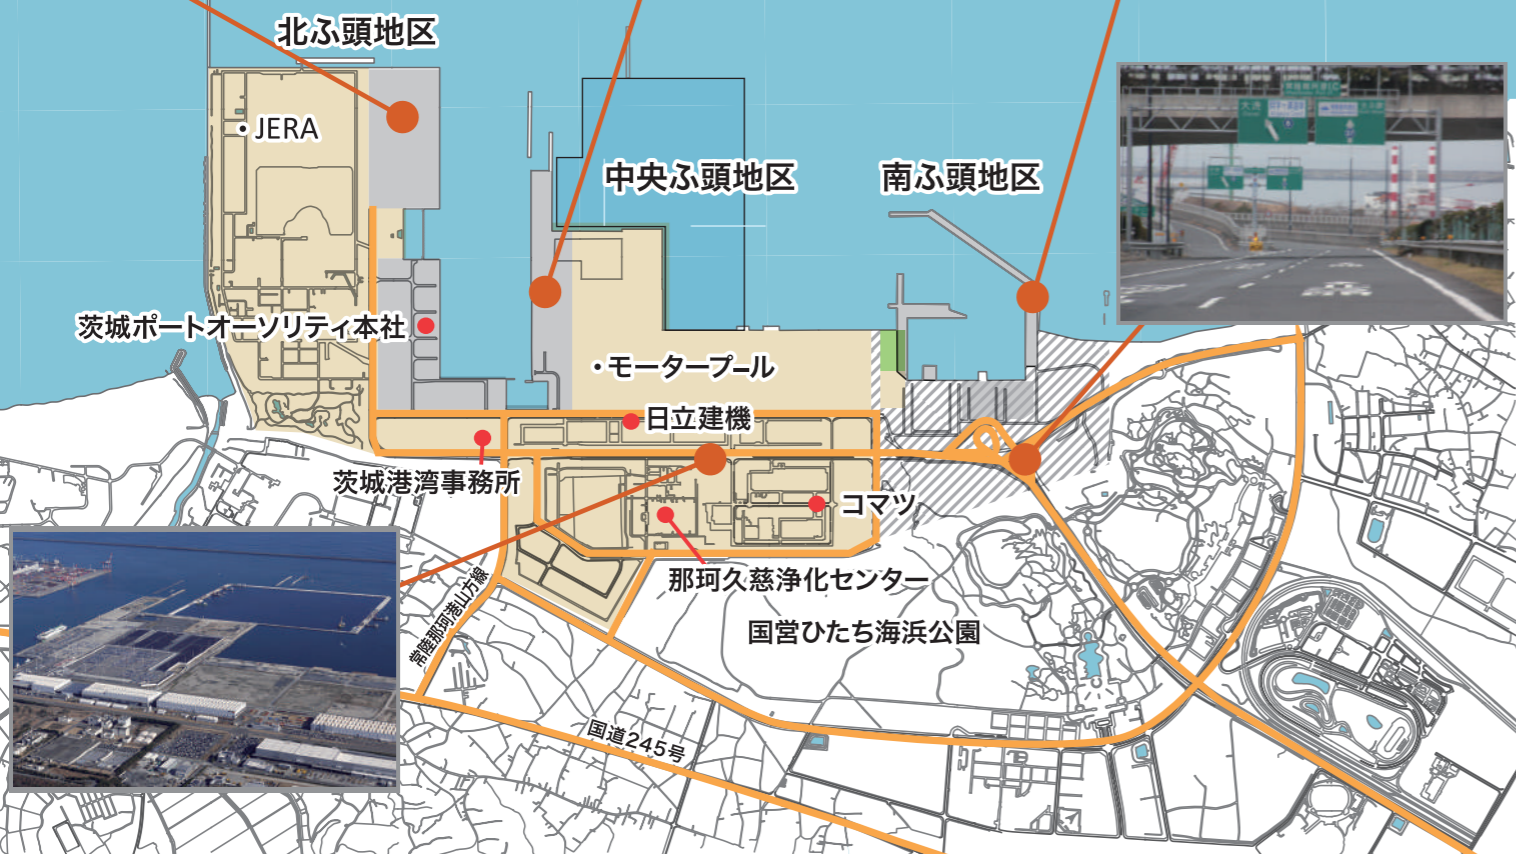 北ふ頭地区
・JERA
中央ふ頭地区
南ふ頭地区
茨城ポートオーソリティ本社
・モータープール
日立建機
茨城港湾事務所
コマツ
那珂久慈浄化センター
国営ひたち海浜公園
常陸那珂港山方線
国道245号
大洗